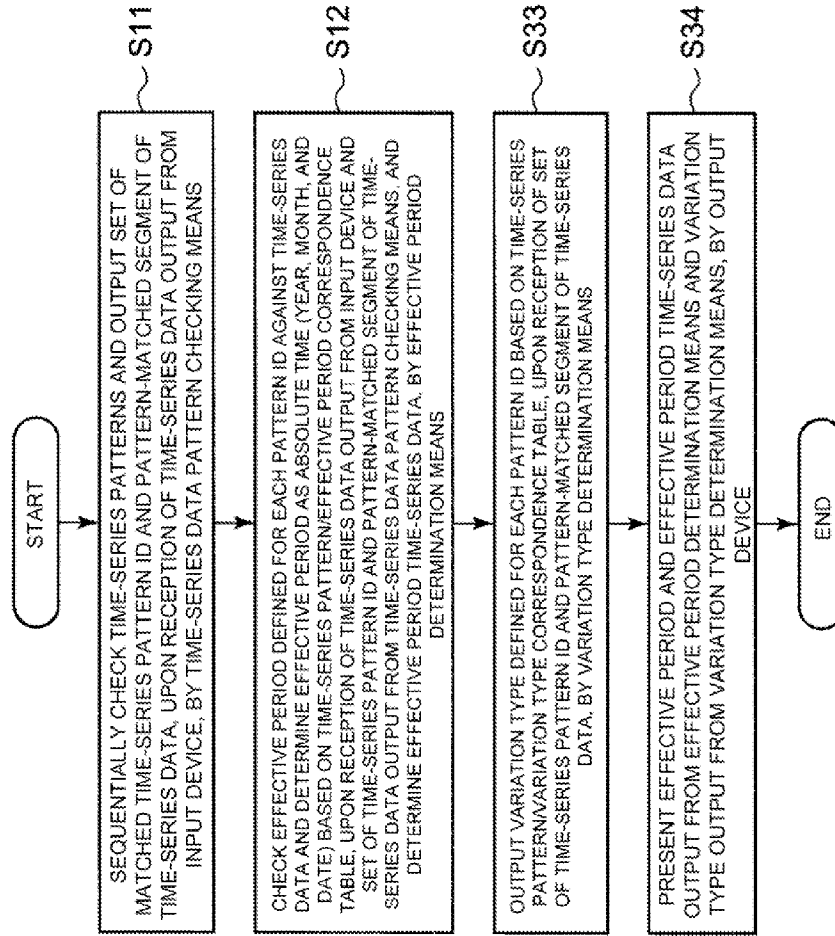 START
SEQUENTIALLY CHECK TIME-SERIES PATTERNS AND OUTPUT SET OF
MATCHED TIME-SERIES PATTERN ID AND PATTERN-MATCHED SEGMENT OF
TIME-SERIES DATA, UPON RECEPTION OF TIME-SERIES DATA OUTPUT FROM
INPUT DEVICE, BY TIME-SERIES DATA PATTERN CHECKING MEANS
S11
CHECK EFFECTIVE PERIOD DEFINED FOR EACH PATTERN ID AGAINST TIME-SERIES
DATA AND DETERMINE EFFECTIVE PERIOD AS ABSOLUTE TIME (YEAR, MONTH, AND
DATE) BASED ON TIME-SERIES PATTERN/EFFECTIVE PERIOD CORRESPONDENCE
TABLE, UPON RECEPTION OF TIME-SERIES DATA OUTPUT FROM INPUT DEVICE AND
SET OF TIME-SERIES PATTERN ID AND PATTERN-MATCHED SEGMENT OF TIME-
SERIES DATA OUTPUT FROM TIME-SERIES DATA PATTERN CHECKING MEANS, AND
DETERMINE EFFECTIVE PERIOD TIME-SERIES DATA, BY EFFECTIVE PERIOD
DETERMINATION MEANS
S12
OUTPUT VARIATION TYPE DEFINED FOR EACH PATTERN ID BASED ON TIME-SERIES
PATTERN/VARIATION TYPE CORRESPONDENCE TABLE, UPON RECEPTION OF SET
OF TIME-SERIES PATTERN ID AND PATTERN-MATCHED SEGMENT OF TIME-SERIES
DATA, BY VARIATION TYPE DETERMINATION MEANS
S33
PRESENT EFFECTIVE PERIOD AND EFFECTIVE PERIOD TIME-SERIES DATA
OUTPUT FROM EFFECTIVE PERIOD DETERMINATION MEANS AND VARIATION
TYPE OUTPUT FROM VARIATION TYPE DETERMINATION MEANS, BY OUTPUT
DEVICE
S34
END